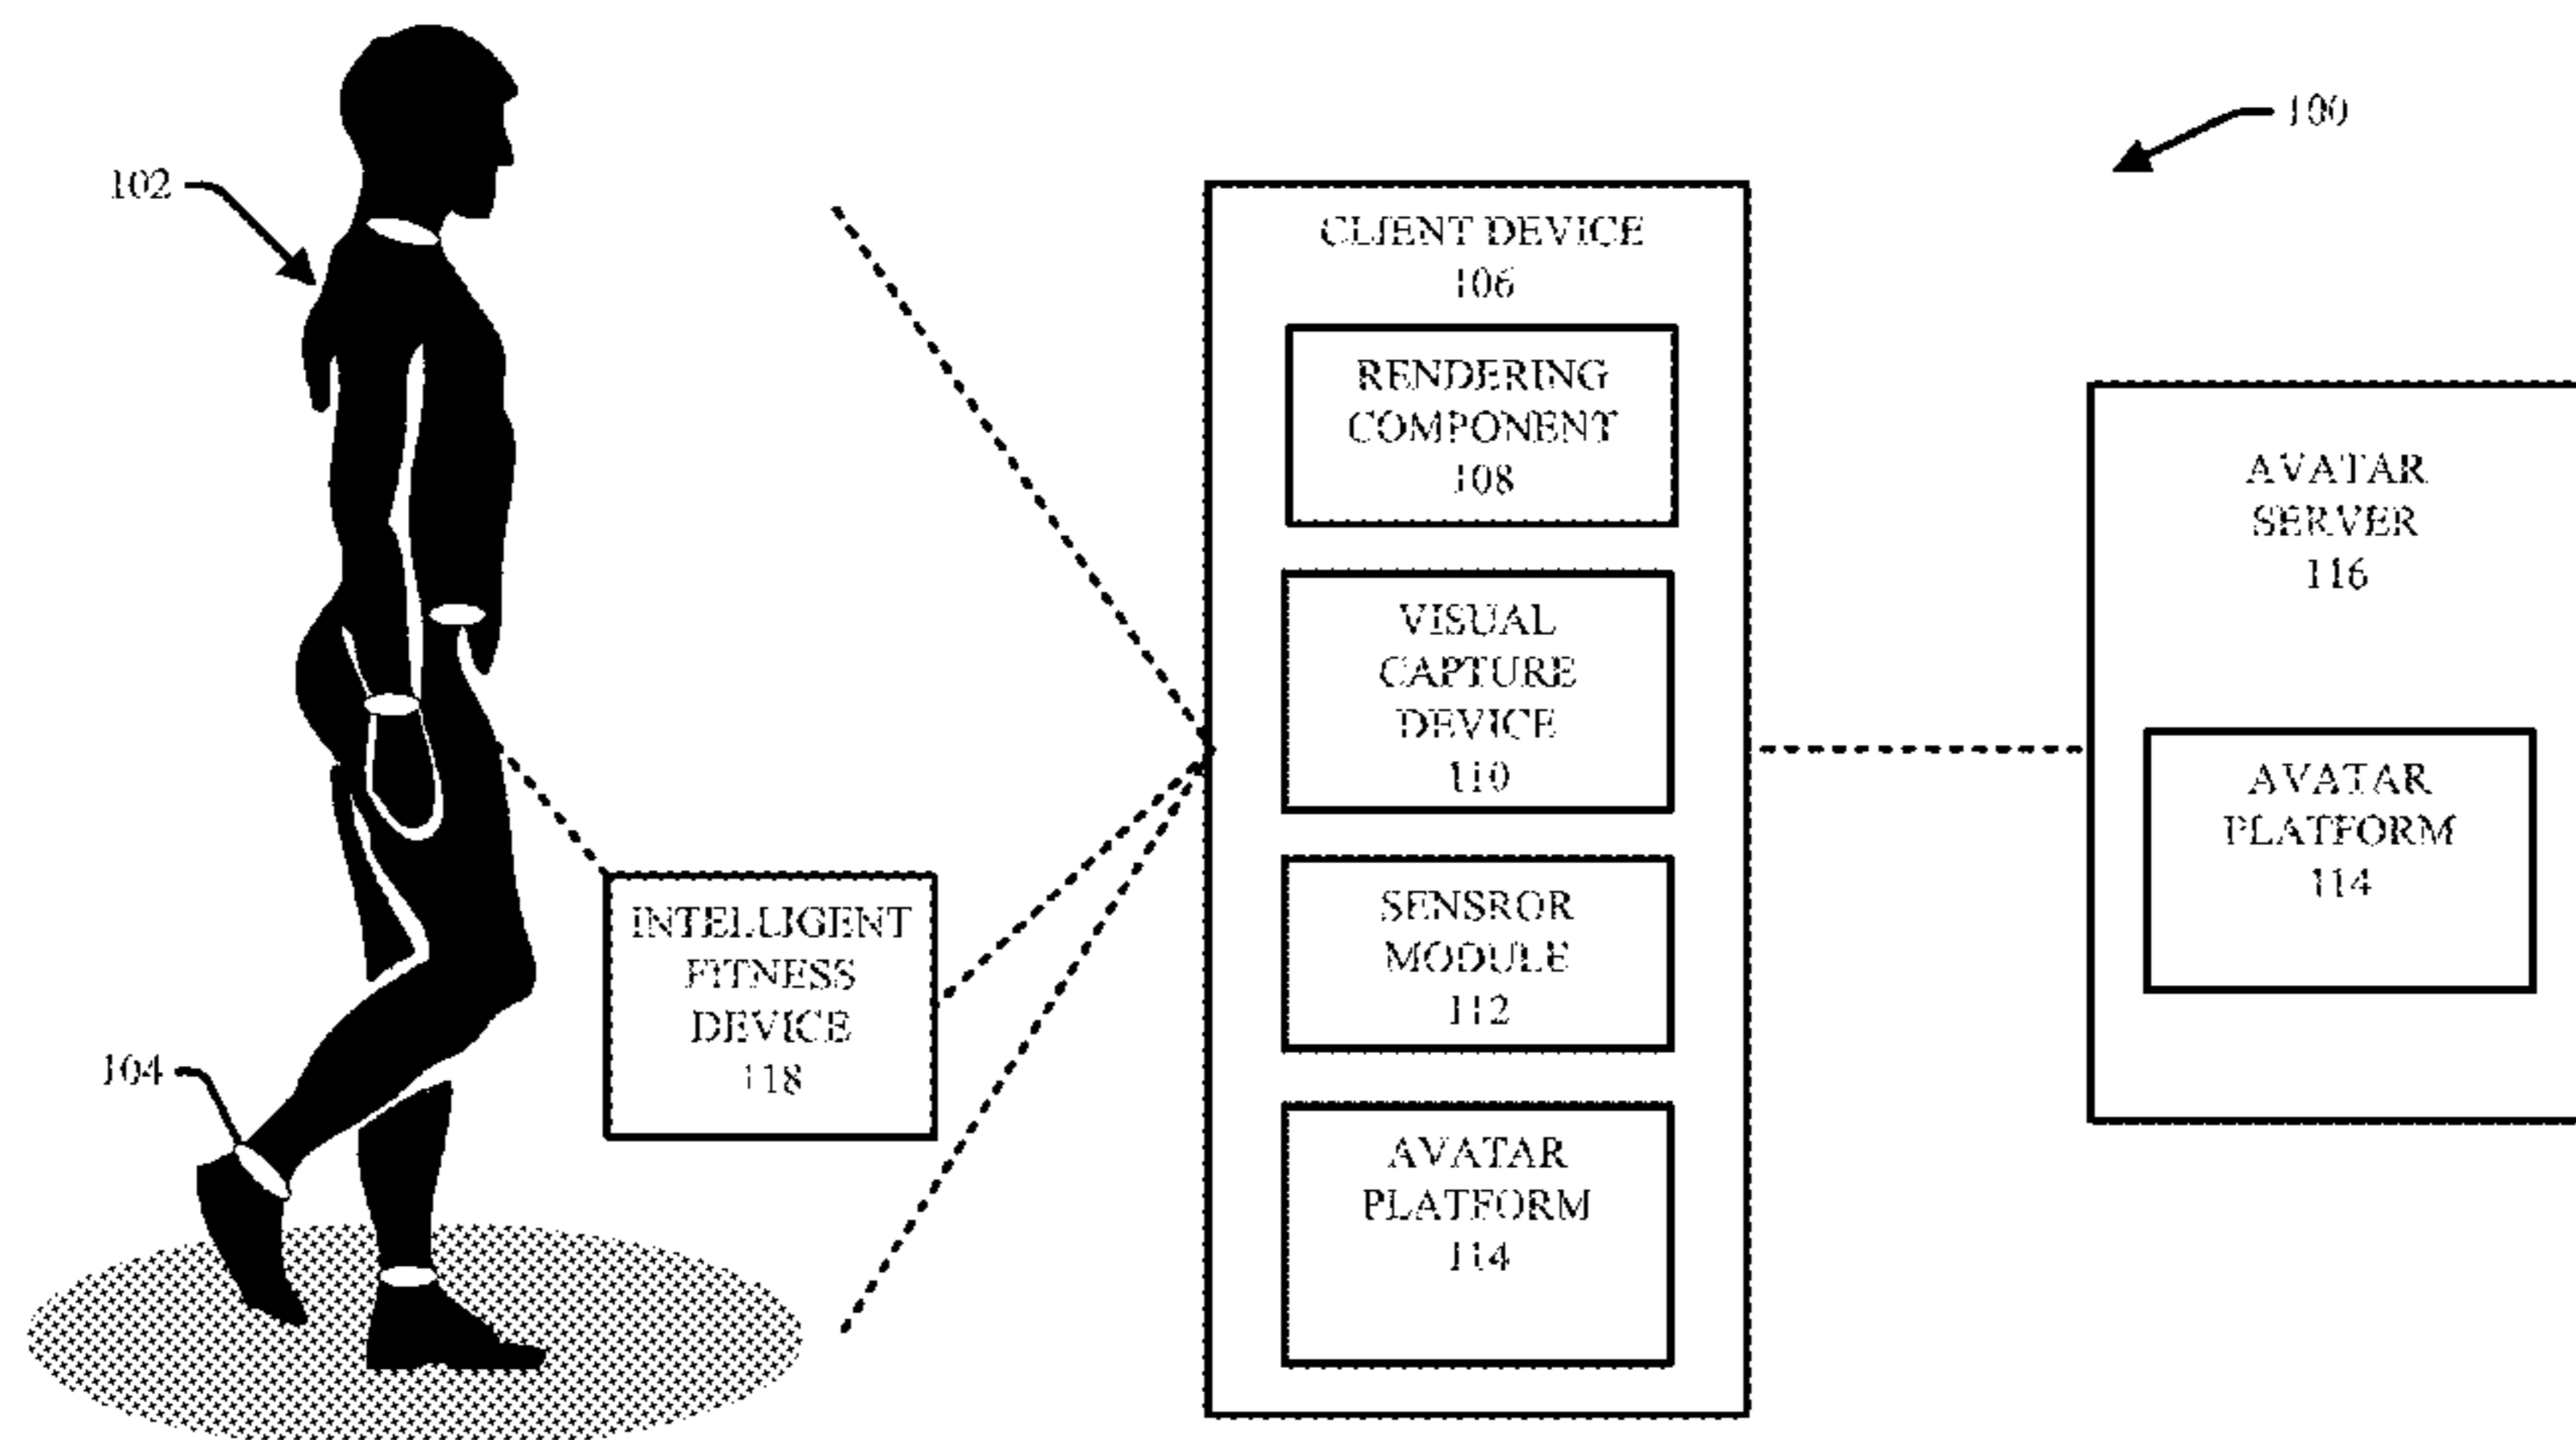 100
102
CLIENT DEVICE
106
RENDERING
COMPONENT
108
VISUAL
CAPTURE
DEVICE
110
SENSROR
MODULE
112
AVATAR
PLATFORM
114
AVATAR
SERVER
116
AVATAR
PLATFORM
114
INTELLIGENT
FITNESS
DEVICE
118
104